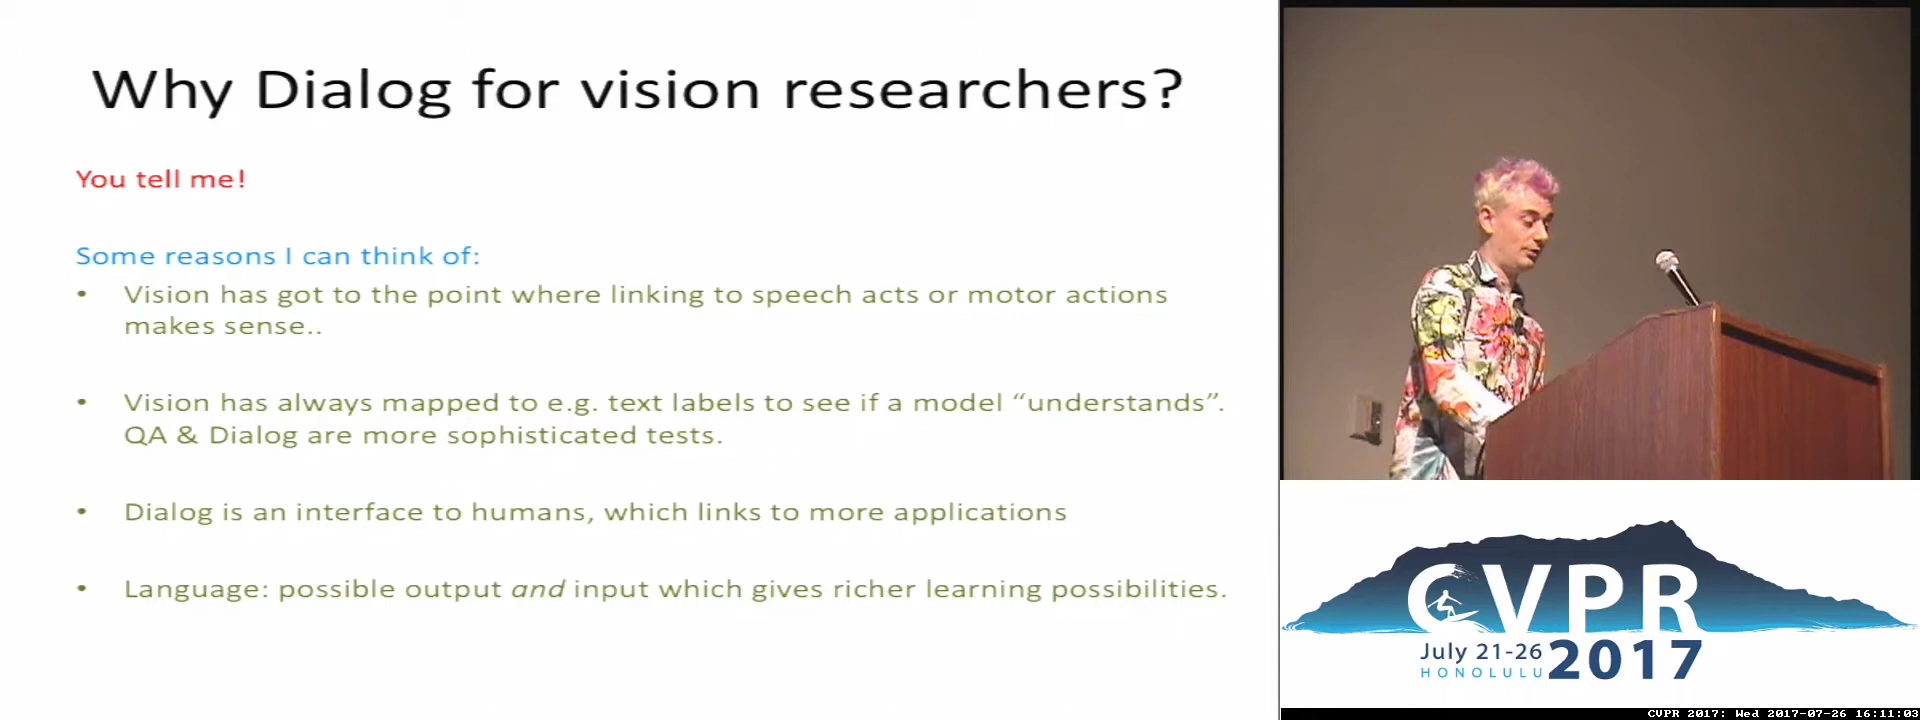 Why Dialog for vision researchers?
You tell me!
Some reasons I can think of:
• Vision has got to the point where linking to speech acts or motor actions
makes sense..
• Vision has always mapped to e.g. text labels to see if a model “understands”.
QA & Dialog are more sophisticated tests.
• Dialog is an interface to humans, which links to more applications
• Language: possible output and input which gives richer learning possibilities.
CVPR
July 21-26
HONOLULU
2017
CVPR 2017: Wed 2017-07-26 16:11:03